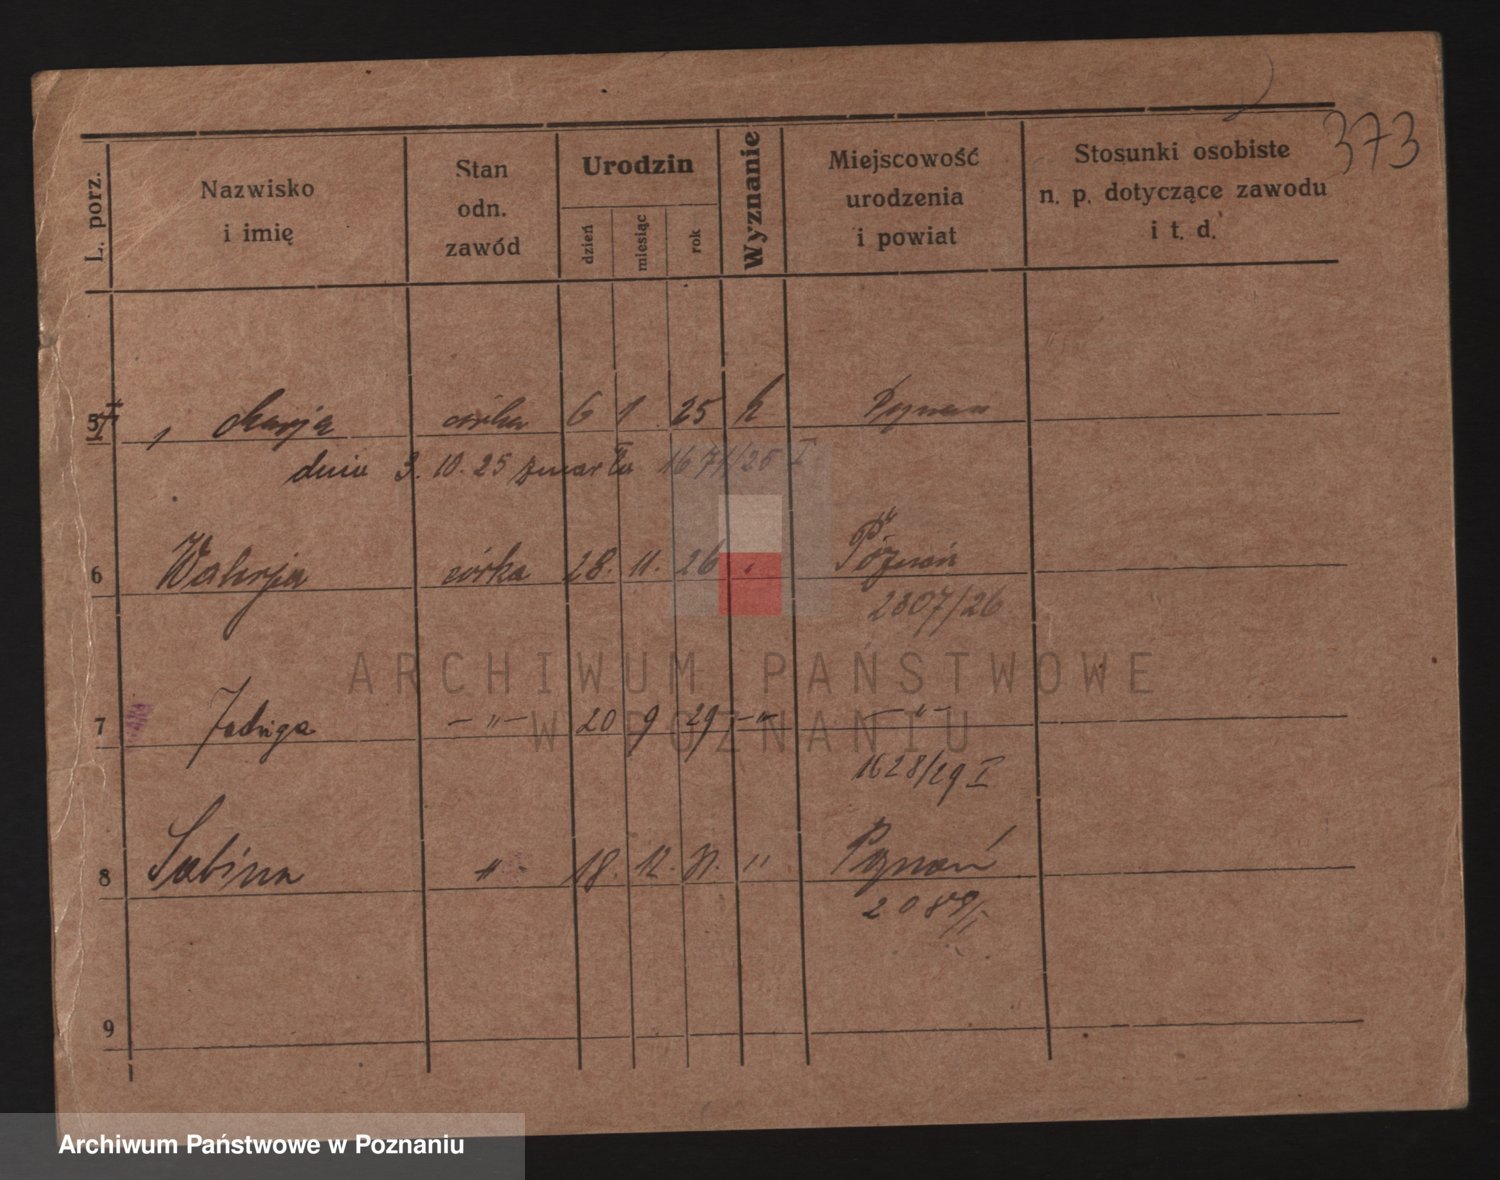 373
L. porz.
Nazwisko
i imię
Stan
odn.
zawód
Urodzin
dzień
miesiąc
rok
Wyznanie
Miejscowość
urodzenia
i powiat
Stosunki osobiste
n. p. dotyczące zawodu
i t. d.
5 Marja córka 6 1 25 k Poznań
dnia 3. 10. 25 zmarła 1671/25 I
6 Walerja córka 28. 11. 26 Poznań
2807/26
ARCHIWUM PAŃSTWOWE
W POZNANIU
7 Jadwiga —"— 20 9 29 —"— —"—
1628/29 I
8 Sabina " 18. 12. 31. " Poznań
2089/I
9
Archiwum Państwowe w Poznaniu